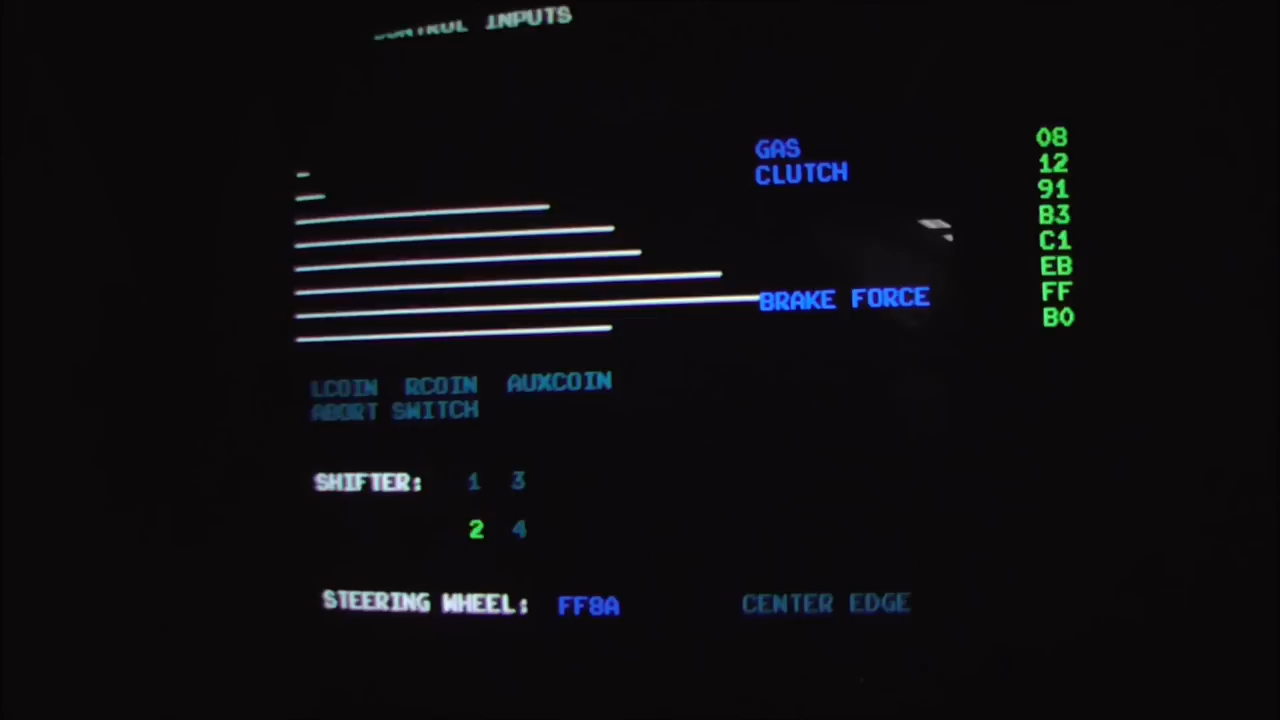 CONTROL INPUTS
GAS 08
CLUTCH 12
91
B3
C1
EB
BRAKE FORCE FF
B0
LCOIN RCOIN AUXCOIN
ABORT SWITCH
SHIFTER: 1 3
2 4
STEERING WHEEL: FF8A CENTER EDGE